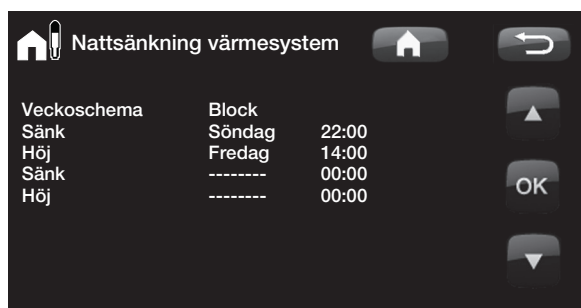 Nattsänkning värmesystem
Veckoschema Block
Sänk Söndag 22:00
Höj Fredag 14:00
Sänk -------- 00:00
Höj -------- 00:00
OK